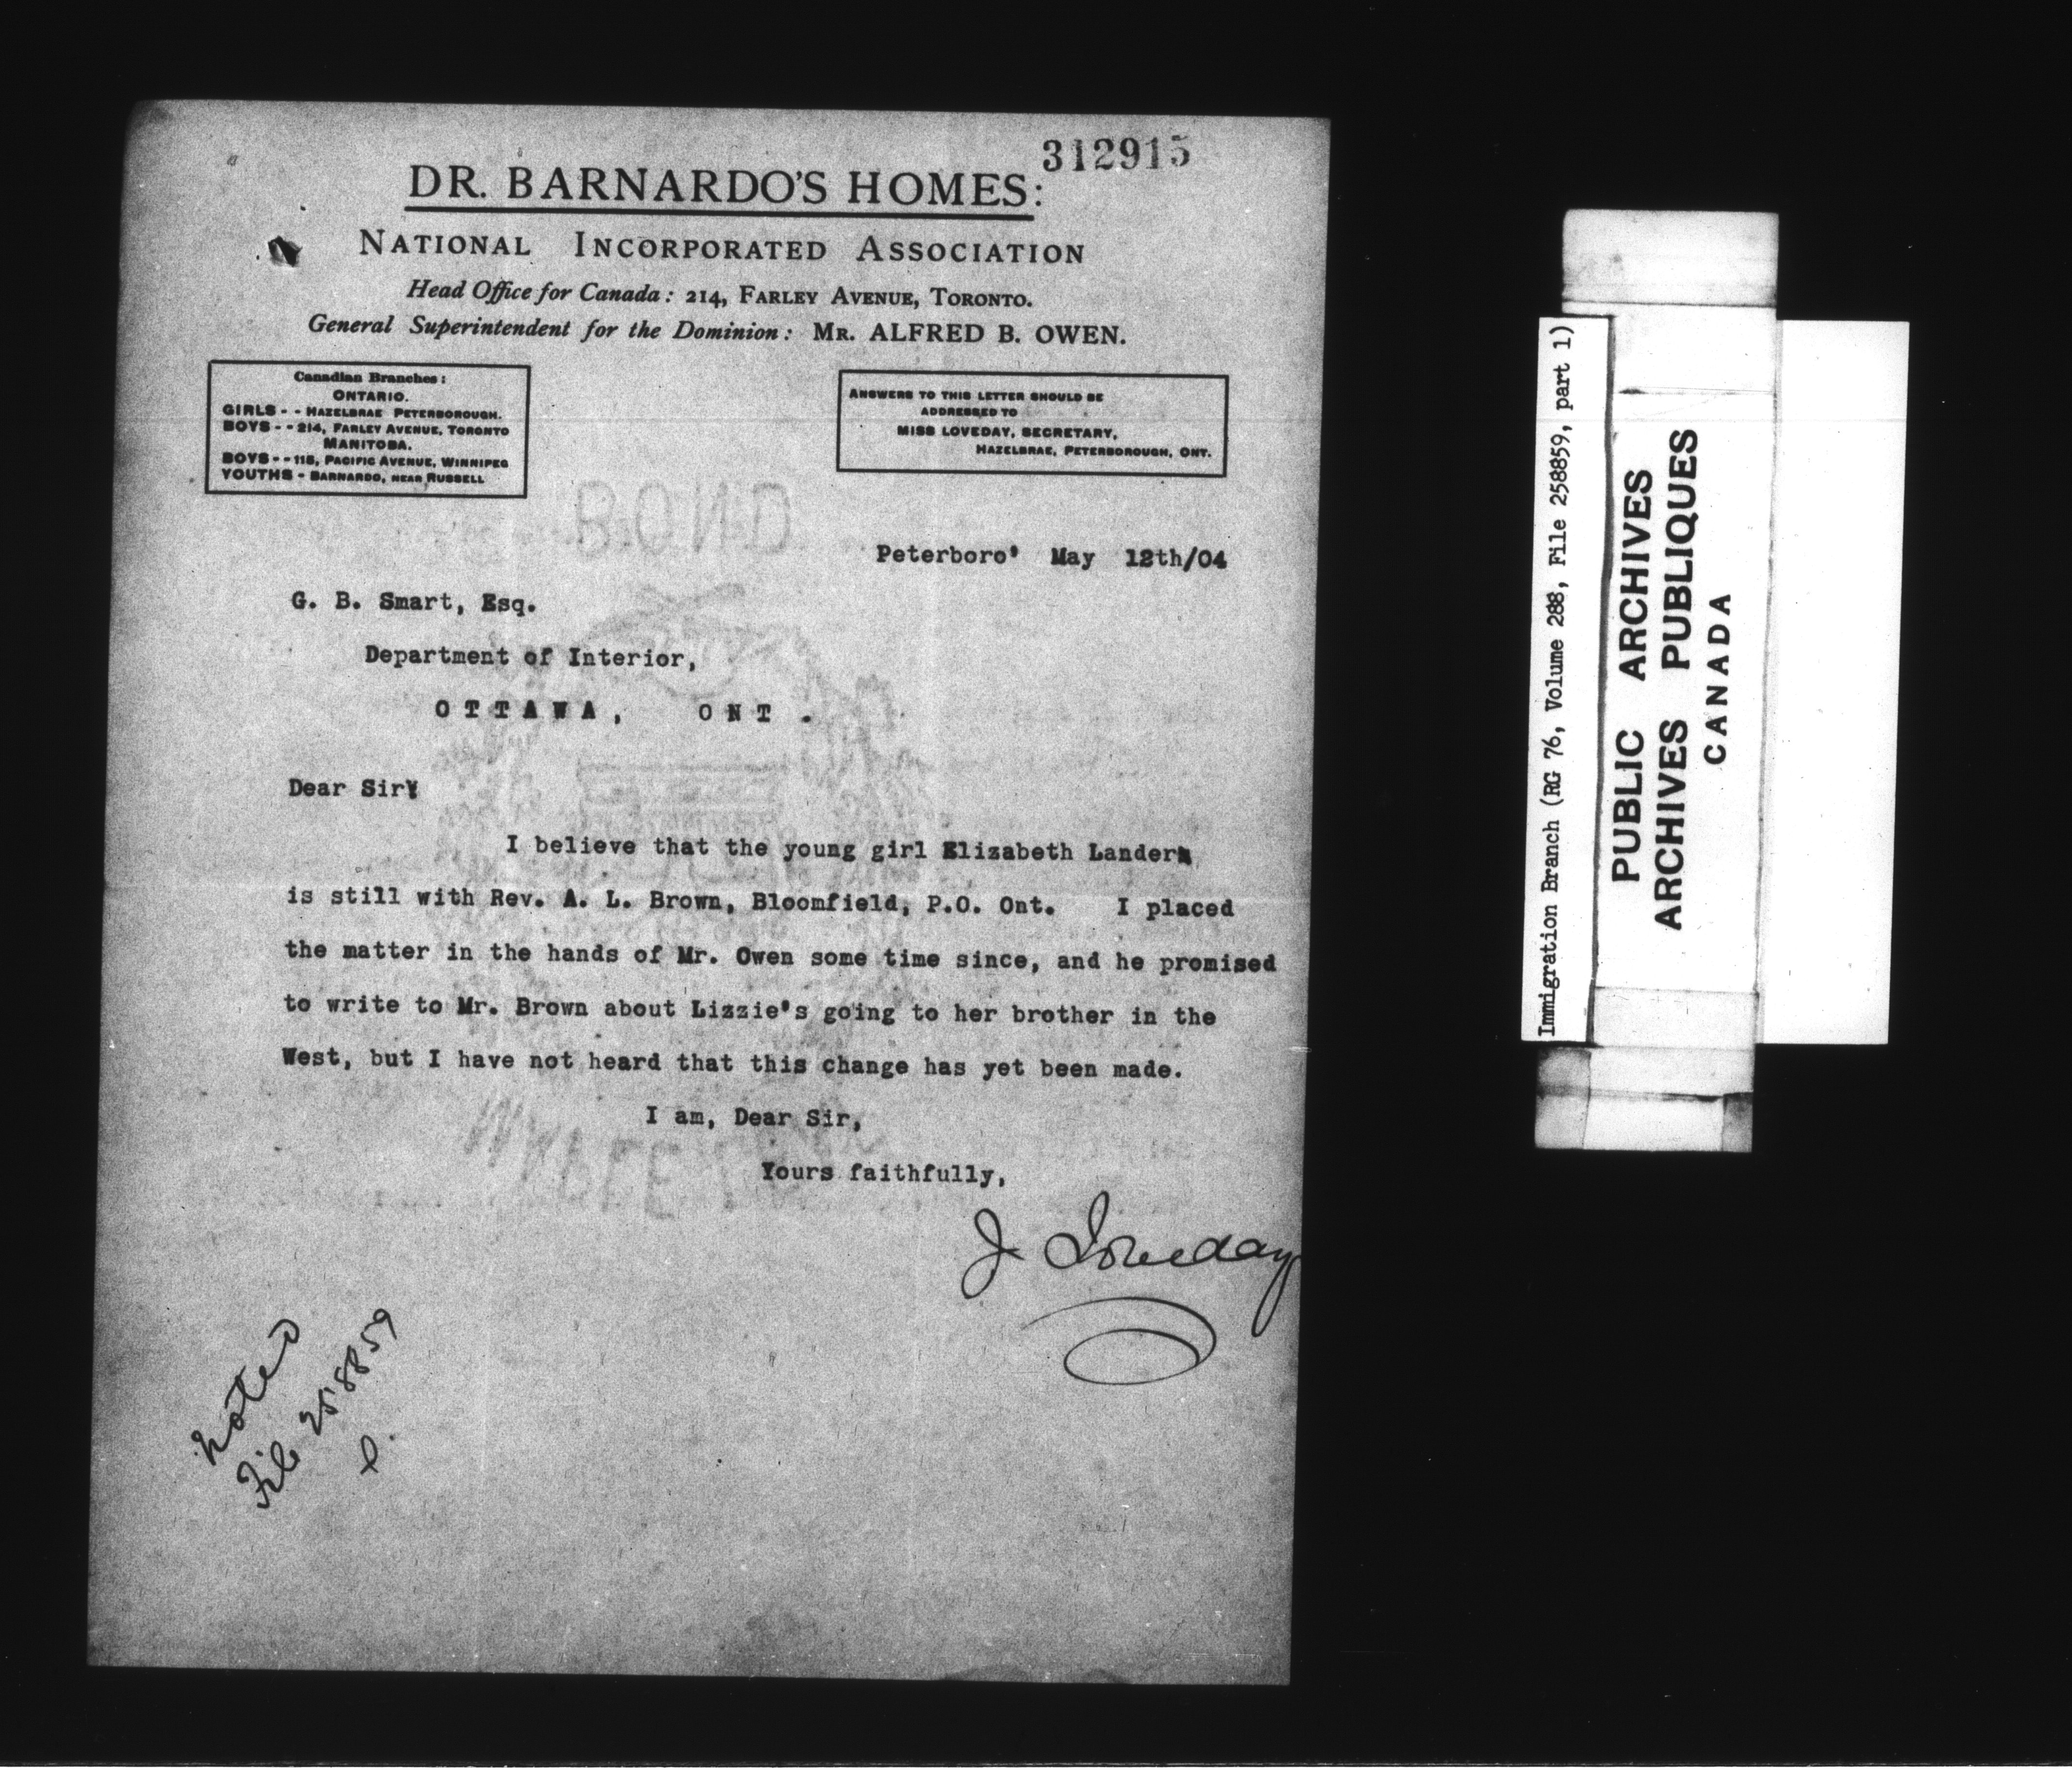 312915
DR. BARNARDO'S HOMES:
NATIONAL INCORPORATED ASSOCIATION
Head Office for Canada: 214, FARLEY AVENUE, TORONTO.
General Superintendent for the Dominion: MR. ALFRED B. OWEN.
Canadian Branches:
ONTARIO.
GIRLS - - HAZELBRAE PETERBOROUGH.
BOYS - - 214, FARLEY AVENUE, TORONTO
MANITOBA.
BOYS - - 115, PACIFIC AVENUE, WINNIPEG
YOUTHS - BARNARDO, NEAR RUSSELL
ANSWERS TO THIS LETTER SHOULD BE
ADDRESSED TO
MISS LOVEDAY, SECRETARY,
HAZELBRAE, PETERBOROUGH, ONT.
BOND
Peterboro' May 12th/04
G. B. Smart, Esq.
Department of Interior,
OTTAWA, ONT.
Dear Sir
I believe that the young girl Elizabeth Lander
is still with Rev. A. L. Brown, Bloomfield, P.O. Ont. I placed
the matter in the hands of Mr. Owen some time since, and he promised
to write to Mr. Brown about Lizzie's going to her brother in the
West, but I have not heard that this change has yet been made.
I am, Dear Sir,
Yours faithfully,
J Loveday
Noted
File 258859
Immigration Branch (RG 76, Volume 288, File 258859, part 1)
PUBLIC ARCHIVES
ARCHIVES PUBLIQUES
CANADA